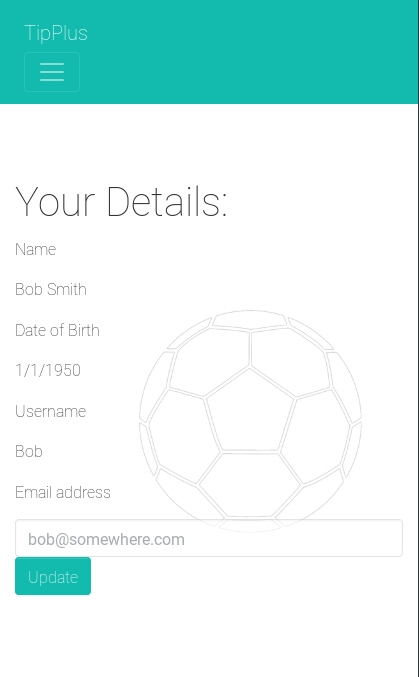 TipPlus
Your Details:
Name
Bob Smith
Date of Birth
1/1/1950
Username
Bob
Email address
bob@somewhere.com
Update